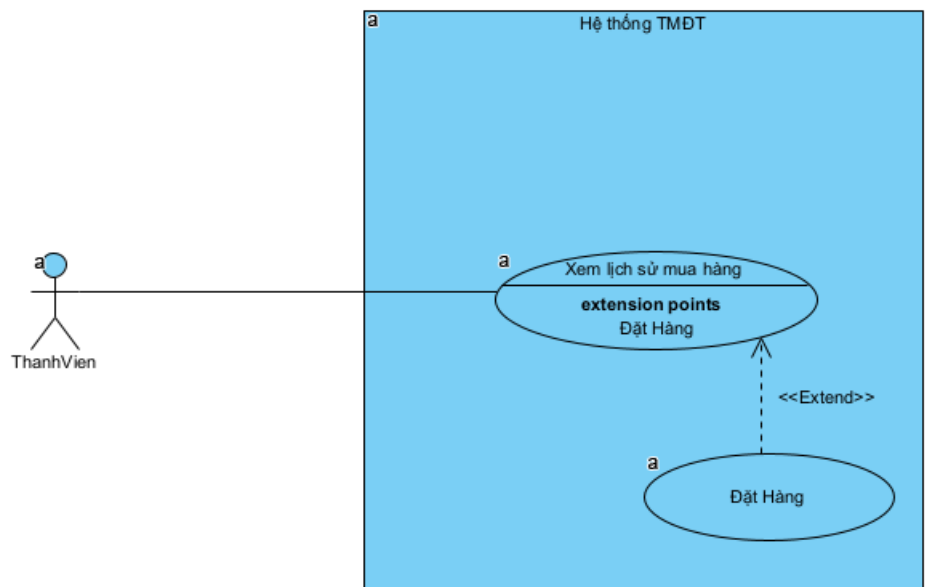 a
Hệ thống TMĐT
a
Xem lịch sử mua hàng
extension points
Đặt Hàng
a
ThanhVien
<<Extend>>
a
Đặt Hàng